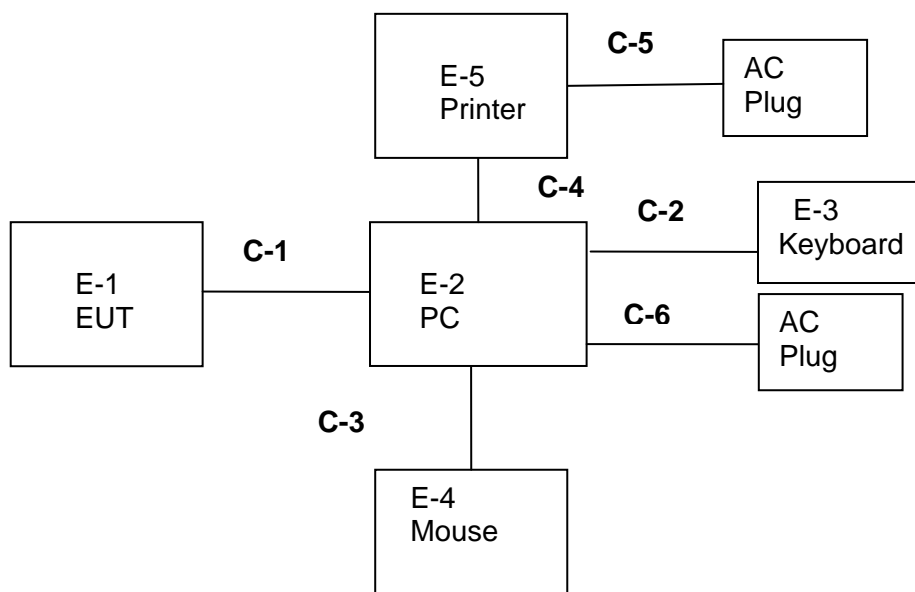 C-5
E-5
Printer
AC
Plug
C-4
C-2
E-3
Keyboard
C-1
E-1
EUT
E-2
PC
C-6
AC
Plug
C-3
E-4
Mouse